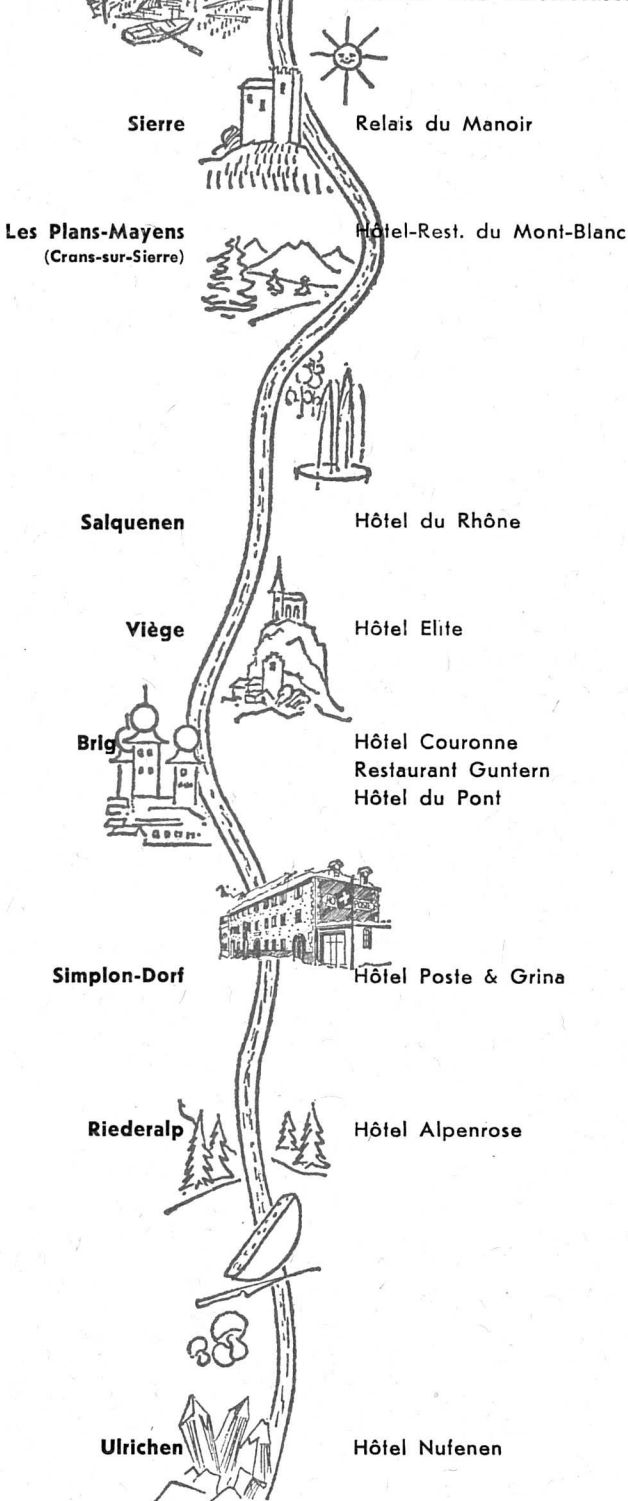 Sierre Relais du Manoir
Les Plans-Mayens Hôtel-Rest. du Mont-Blanc
(Crans-sur-Sierre)
Salquenen Hôtel du Rhône
Viège Hôtel Elite
Brig Hôtel Couronne
Restaurant Guntern
Hôtel du Pont
Simplon-Dorf Hôtel Poste & Grina
Riederalp Hôtel Alpenrose
Ulrichen Hôtel Nufenen